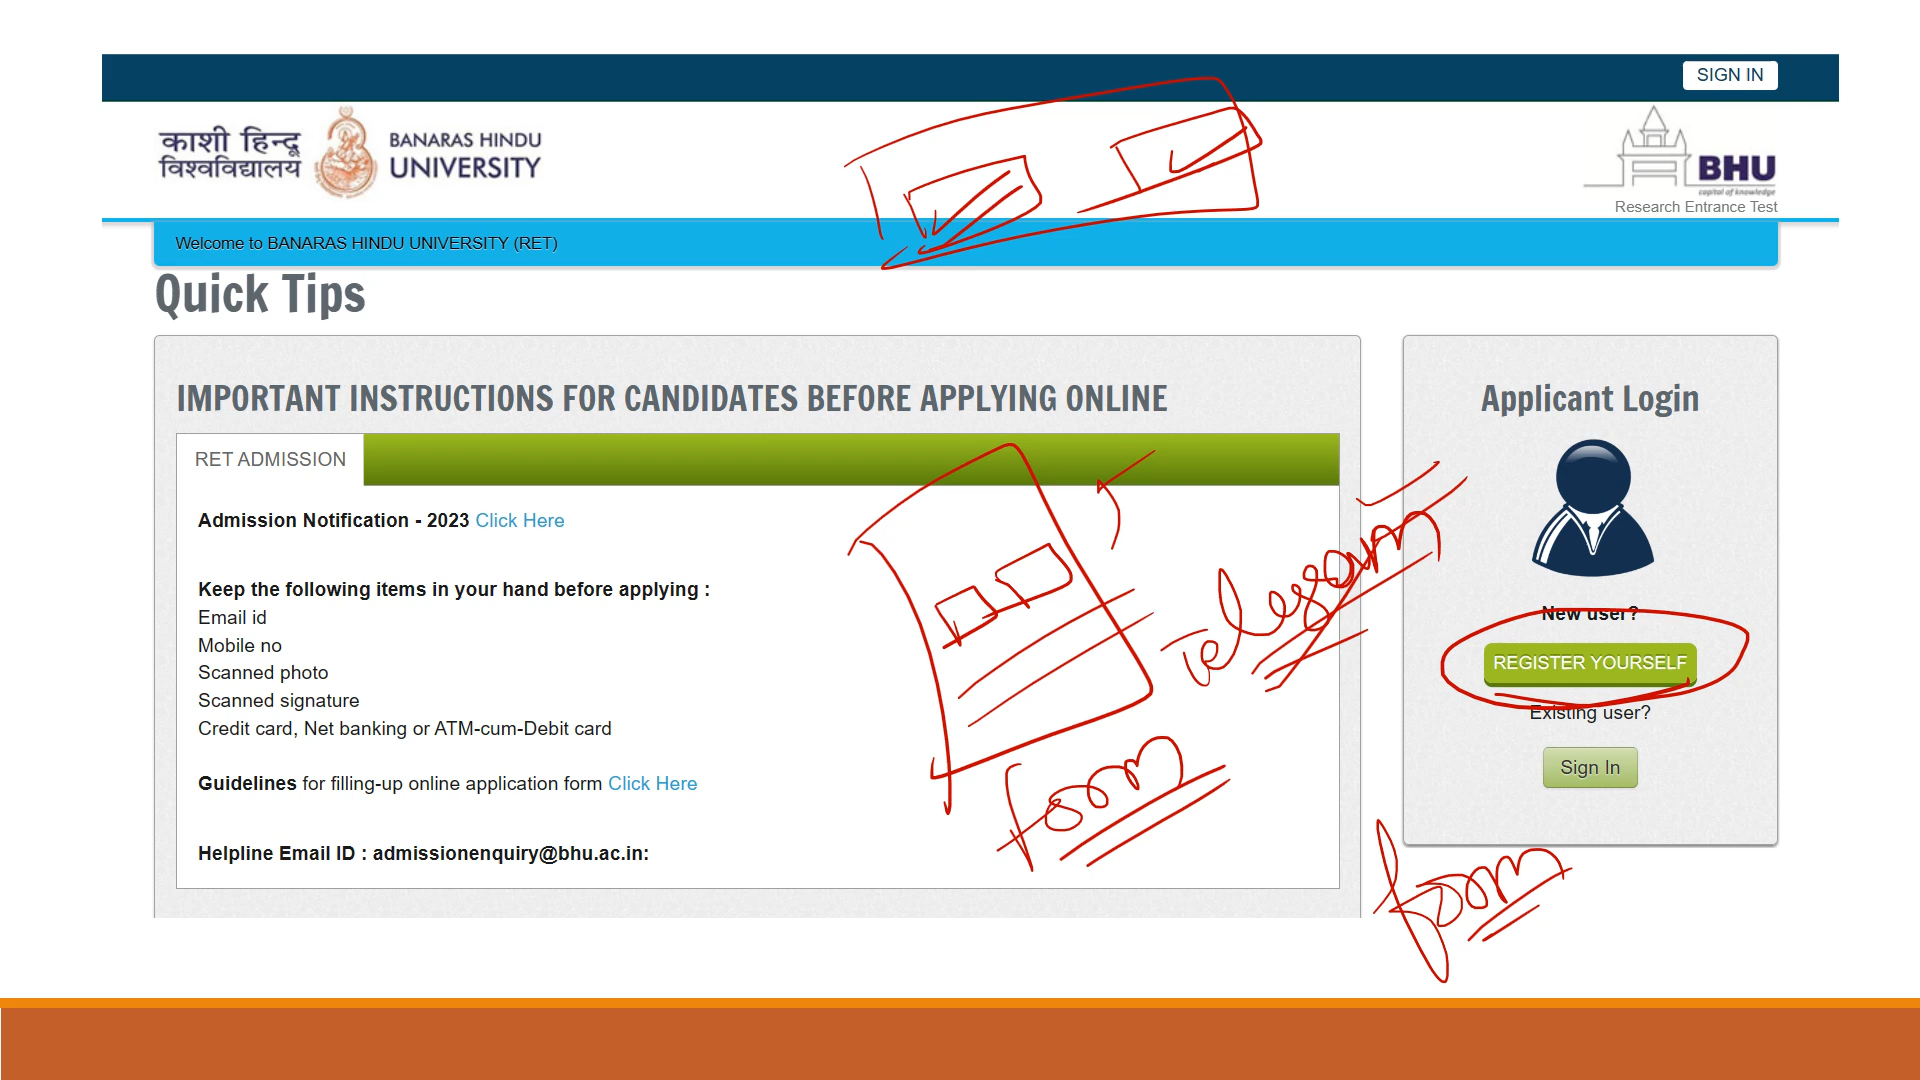 SIGN IN
काशी हिन्दू
विश्वविद्यालय
BANARAS HINDU
UNIVERSITY
BHU
capital of knowledge
Research Entrance Test
Welcome to BANARAS HINDU UNIVERSITY (RET)
Quick Tips
IMPORTANT INSTRUCTIONS FOR CANDIDATES BEFORE APPLYING ONLINE
RET ADMISSION
Admission Notification - 2023 Click Here
Keep the following items in your hand before applying :
Email id
Mobile no
Scanned photo
Scanned signature
Credit card, Net banking or ATM-cum-Debit card
Guidelines for filling-up online application form Click Here
Helpline Email ID : admissionenquiry@bhu.ac.in:
form
Applicant Login
New user?
REGISTER YOURSELF
Existing user?
Sign In
form